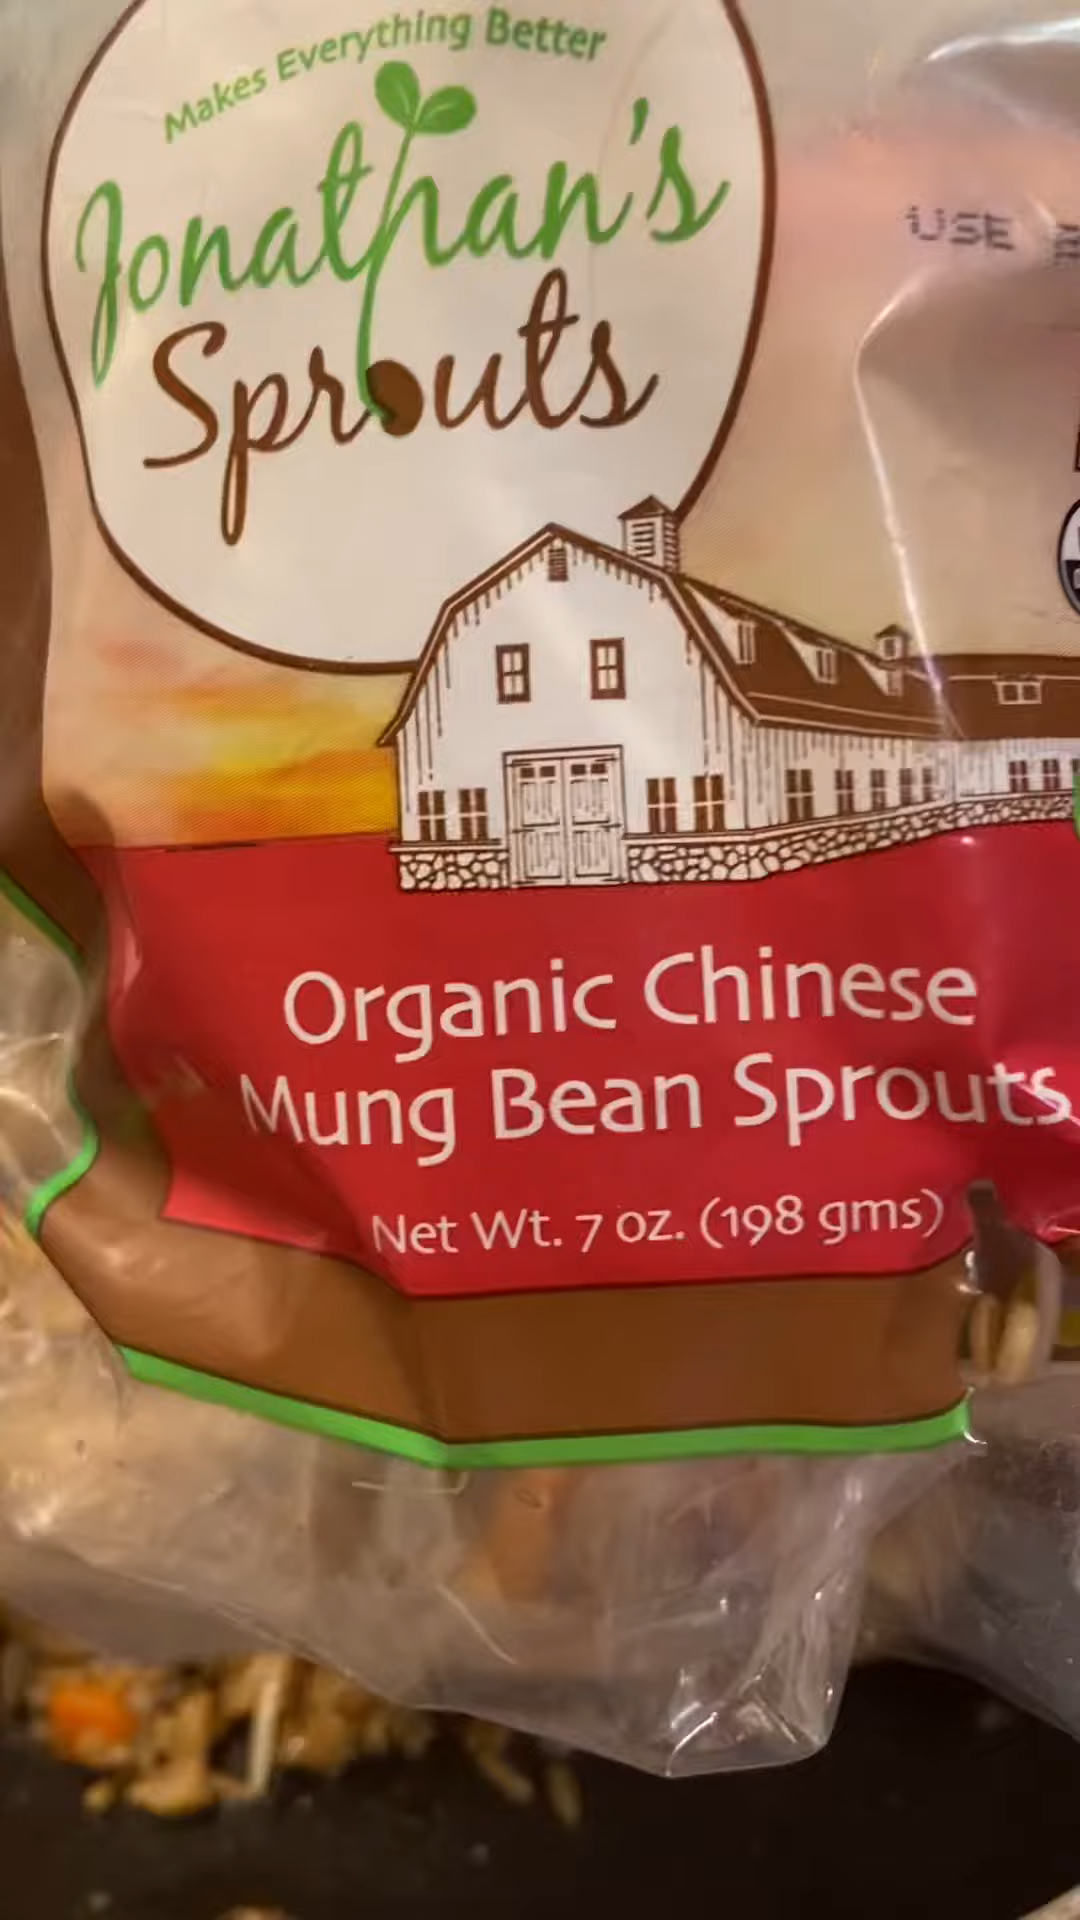 Makes Everything Better
Jonathan's
Sprouts
USE
Organic Chinese
Mung Bean Sprouts
Net Wt. 7 oz. (198 gms)